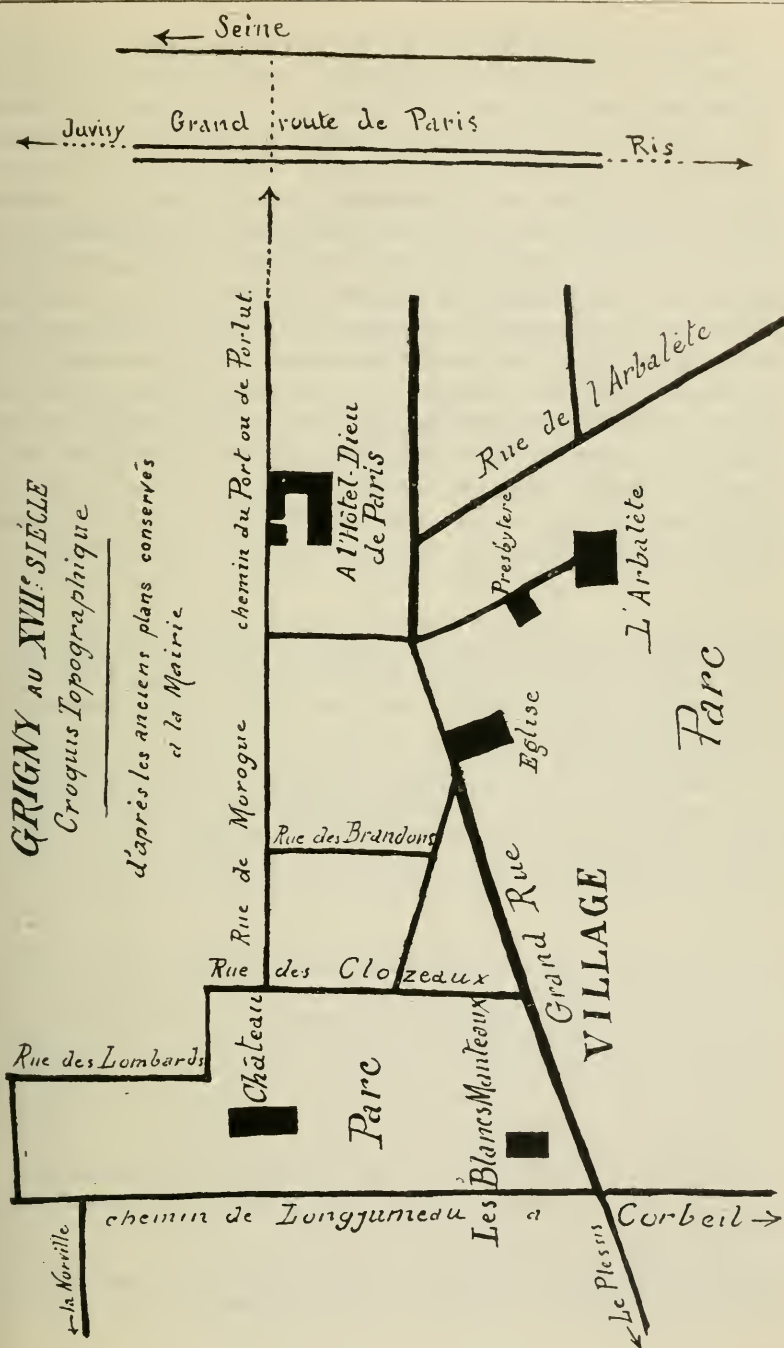 GRIGNY AU XVIIe SIÈCLE
Croquis Topographique
d'après les anciens plans conservés
à la Mairie
← Seine
Juvisy
Grand route de Paris
Ris
chemin du Port ou de Portut.
Rue de Morogue
A l'Hôtel-Dieu
de Paris
Rue de l'Arbalète
Presbytere
L'Arbalète
Parc
Eglise
Rue des Brandons
Rue des Clozeaux
Grand Rue
VILLAGE
Rue des Lombards
Château
Parc
Les Blancs Manteaux
chemin de Longjumeau à Corbeil →
← la Norville
← Le Plessis